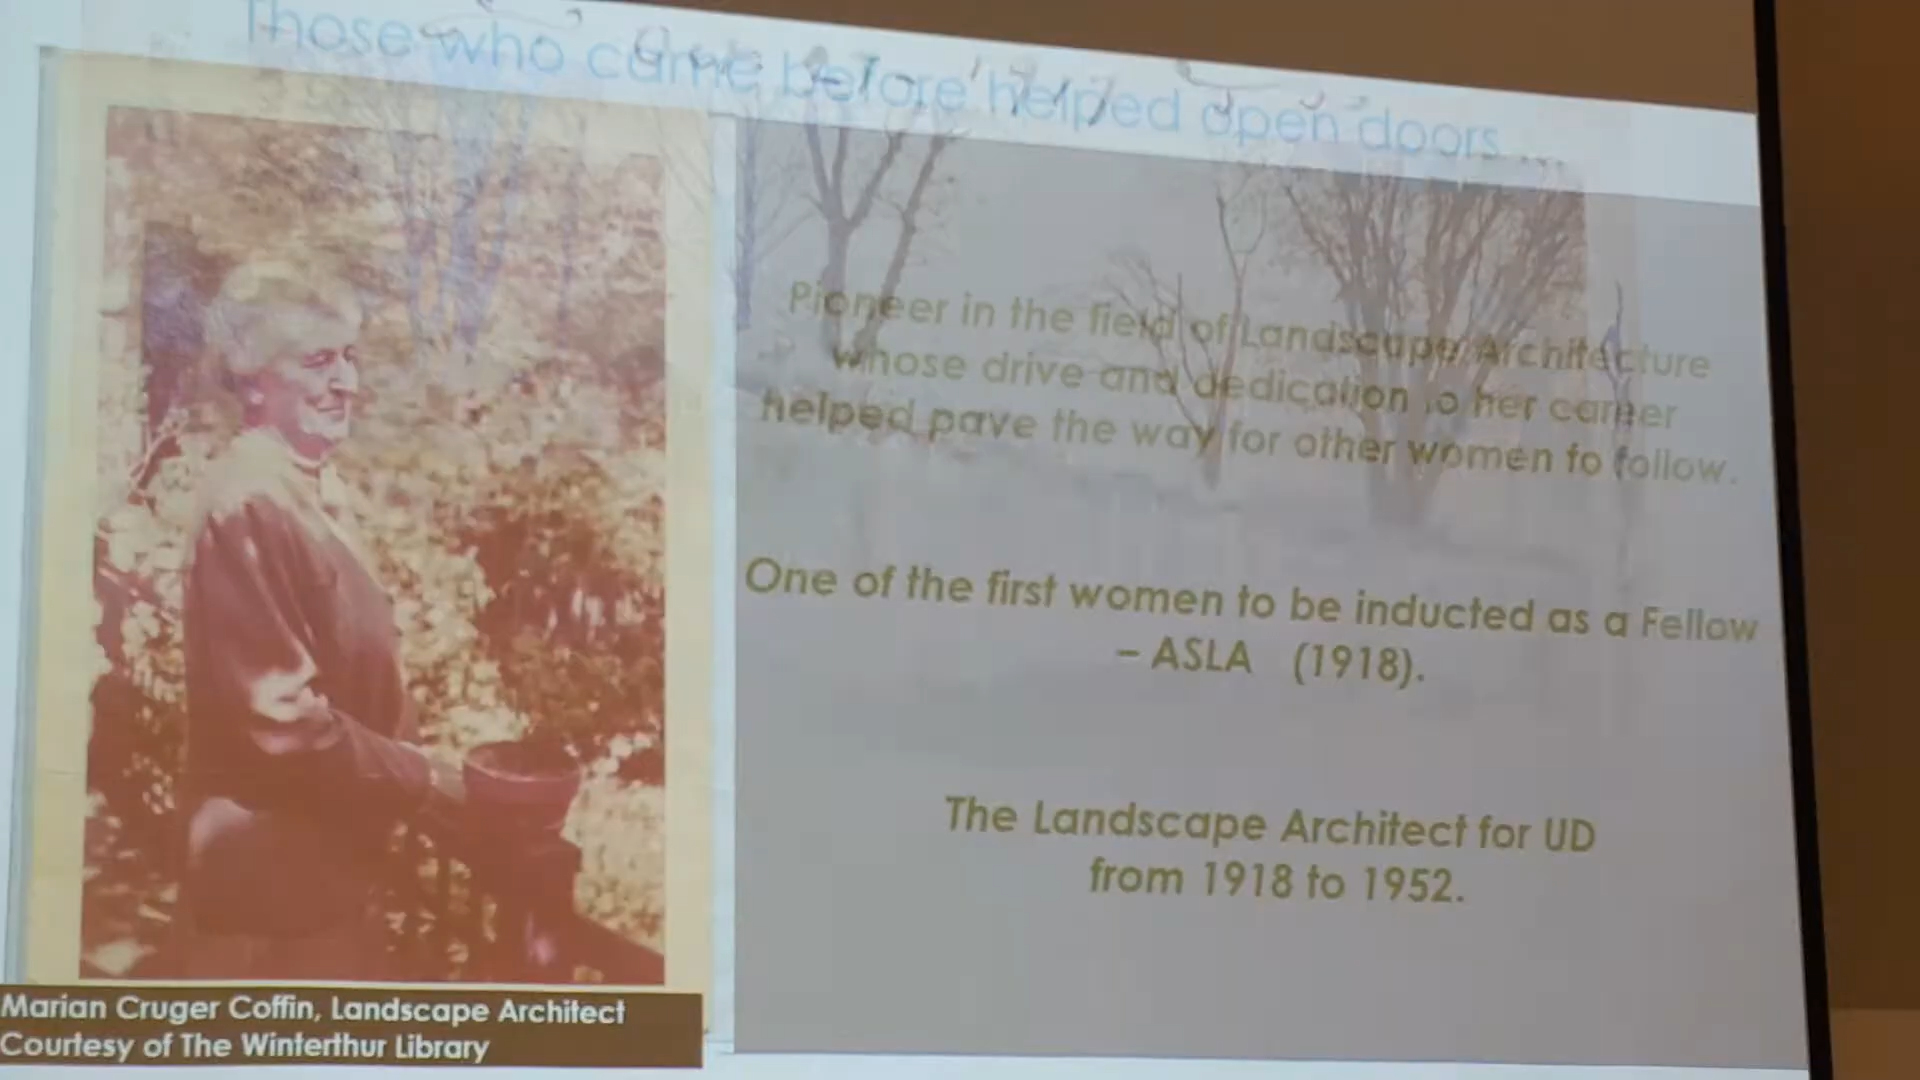 Those who came before helped open doors ...
Pioneer in the field of Landscape Architecture
whose drive and dedication to her career
helped pave the way for other women to follow.
One of the first women to be inducted as a Fellow
– ASLA (1918).
The Landscape Architect for UD
from 1918 to 1952.
Marian Cruger Coffin, Landscape Architect
Courtesy of The Winterthur Library